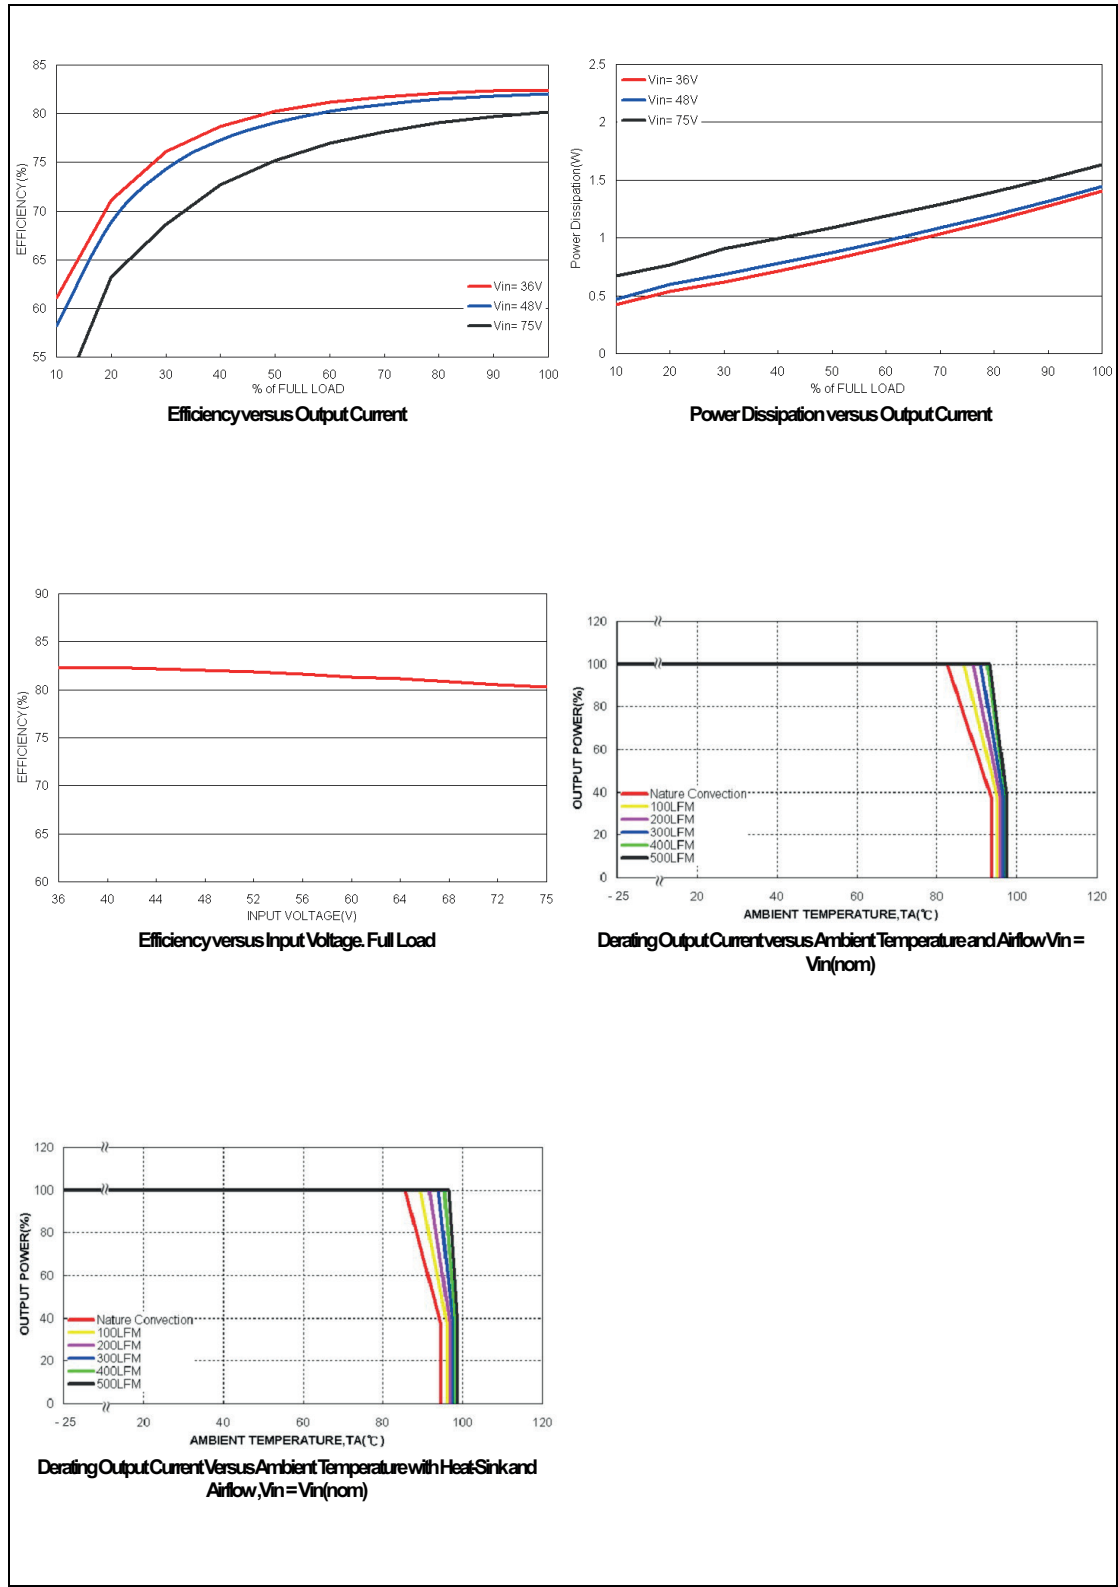 85
80
75
70
65
60
55
EFFICIENCY(%)
Vin= 36V
Vin= 48V
Vin= 75V
10 20 30 40 50 60 70 80 90 100
% of FULL LOAD
Efficiency versus Output Current
2.5
2
1.5
1
0.5
0
Power Dissipation(W)
Vin= 36V
Vin= 48V
Vin= 75V
10 20 30 40 50 60 70 80 90 100
% of FULL LOAD
Power Dissipation versus Output Current
90
85
80
75
70
65
60
EFFICIENCY(%)
36 40 44 48 52 56 60 64 68 72 75
INPUT VOLTAGE(V)
Efficiency versus Input Voltage. Full Load
120
100
80
60
40
20
0
OUTPUT POWER(%)
Nature Convection
100LFM
200LFM
300LFM
400LFM
500LFM
- 25 20 40 60 80 100 120
AMBIENT TEMPERATURE,TA(℃)
Derating Output Current versus Ambient Temperature and Airflow Vin =
Vin(nom)
120
100
80
60
40
20
0
OUTPUT POWER(%)
Nature Convection
100LFM
200LFM
300LFM
400LFM
500LFM
- 25 20 40 60 80 100 120
AMBIENT TEMPERATURE,TA(℃)
Derating Output Current Versus Ambient Temperature with Heat-Sink and
Airflow ,Vin = Vin(nom)